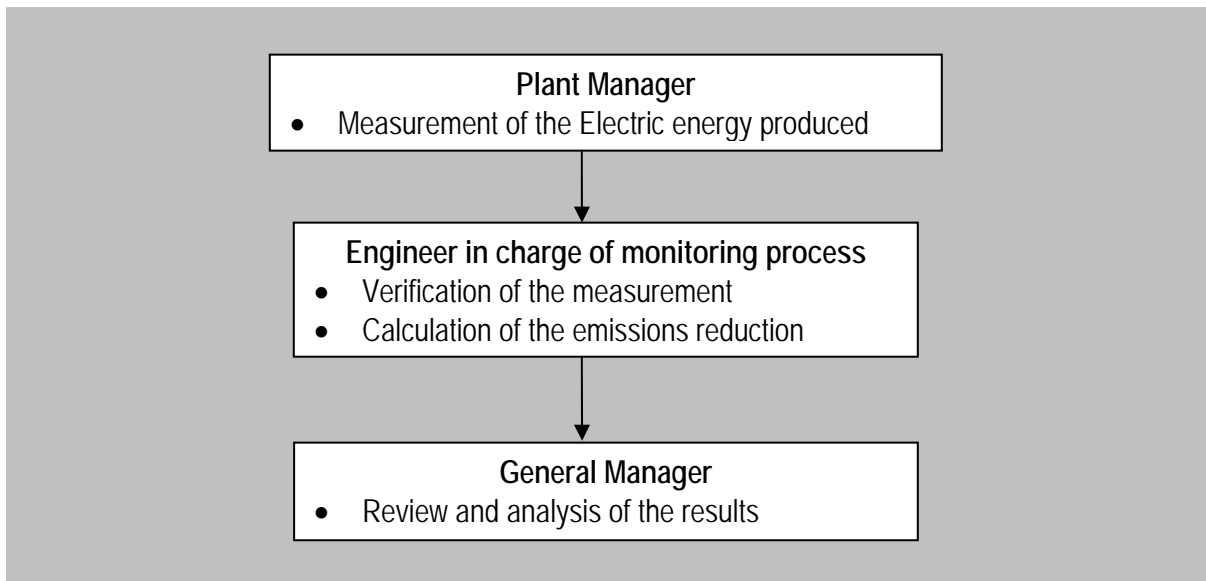 Plant Manager
• Measurement of the Electric energy produced
Engineer in charge of monitoring process
• Verification of the measurement
• Calculation of the emissions reduction
General Manager
• Review and analysis of the results